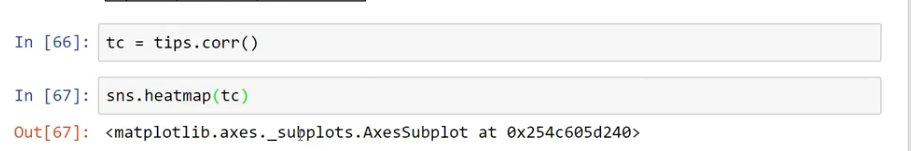 In [66]: tc = tips.corr()
In [67]: sns.heatmap(tc)
Out[67]: <matplotlib.axes._subplots.AxesSubplot at 0x254c605d240>